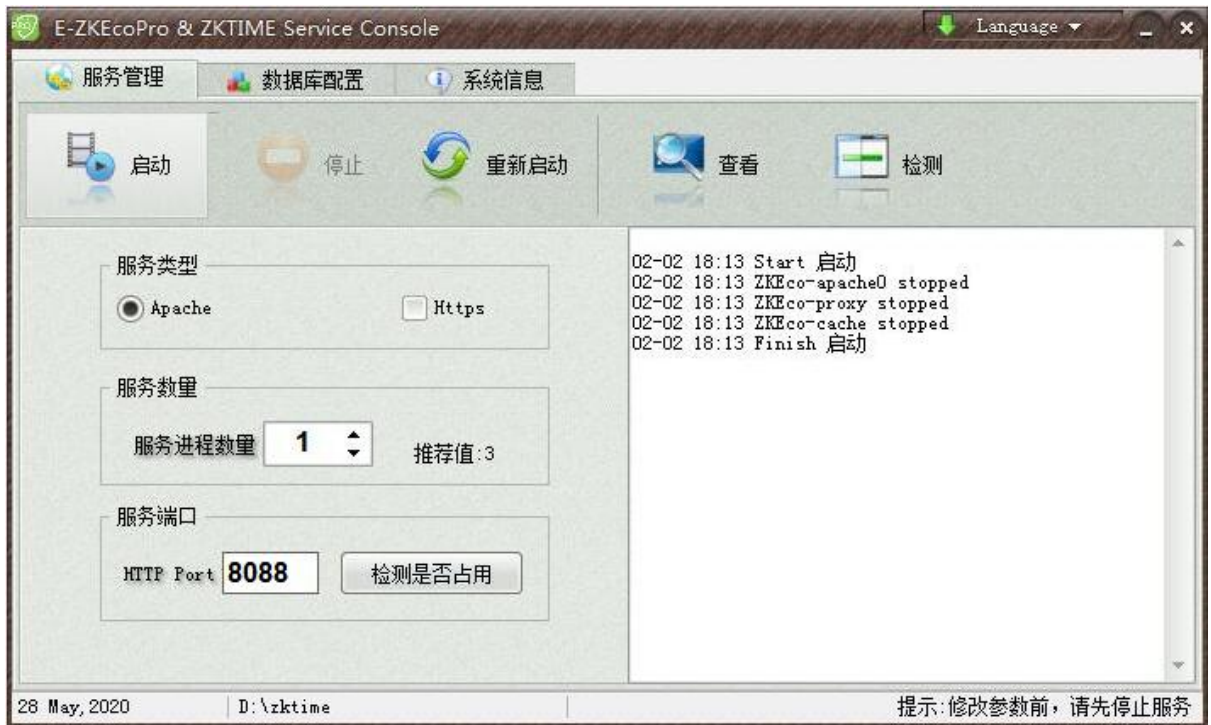 E-ZKEcoPro & ZKTIME Service Console
Language
服务管理
数据库配置
系统信息
启动
停止
重新启动
查看
检测
服务类型
Apache
Https
服务数量
服务进程数量
1
推荐值:3
服务端口
HTTP Port
8088
检测是否占用
02-02 18:13 Start 启动
02-02 18:13 ZKEco-apache0 stopped
02-02 18:13 ZKEco-proxy stopped
02-02 18:13 ZKEco-cache stopped
02-02 18:13 Finish 启动
28 May,2020
D:\zktime
提示:修改参数前，请先停止服务